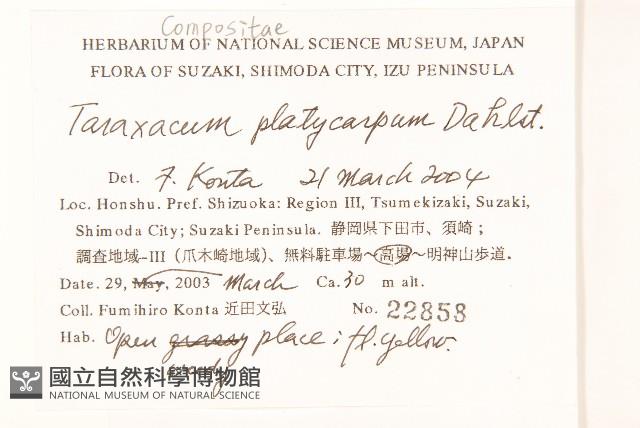 Compositae
HERBARIUM OF NATIONAL SCIENCE MUSEUM, JAPAN
FLORA OF SUZAKI, SHIMODA CITY, IZU PENINSULA
Taraxacum platycarpum Dahlst.
Det. F. Konta 21 March 2004
Loc. Honshu. Pref. Shizuoka: Region III, Tsumekizaki, Suzaki,
Shimoda City; Suzaki Peninsula. 静岡県下田市、須崎;
調査地域-III (爪木崎地域)、無料駐車場~高場~明神山歩道.
Date. 29, May, 2003 March Ca. 30 m alt.
Coll. Fumihiro Konta 近田文弘 No. 22858
Hab. Open grassy place; fl. yellow.
國立自然科學博物館
NATIONAL MUSEUM OF NATURAL SCIENCE